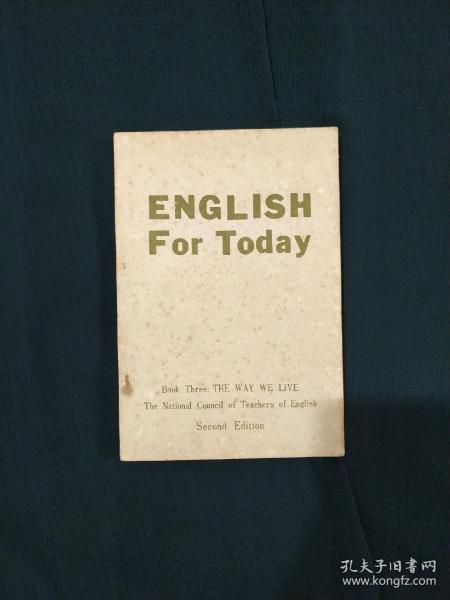 ENGLISH
For Today
Book Three: THE WAY WE LIVE
The National Council of Teachers of English
Second Edition
孔夫子旧书网
www.kongfz.com